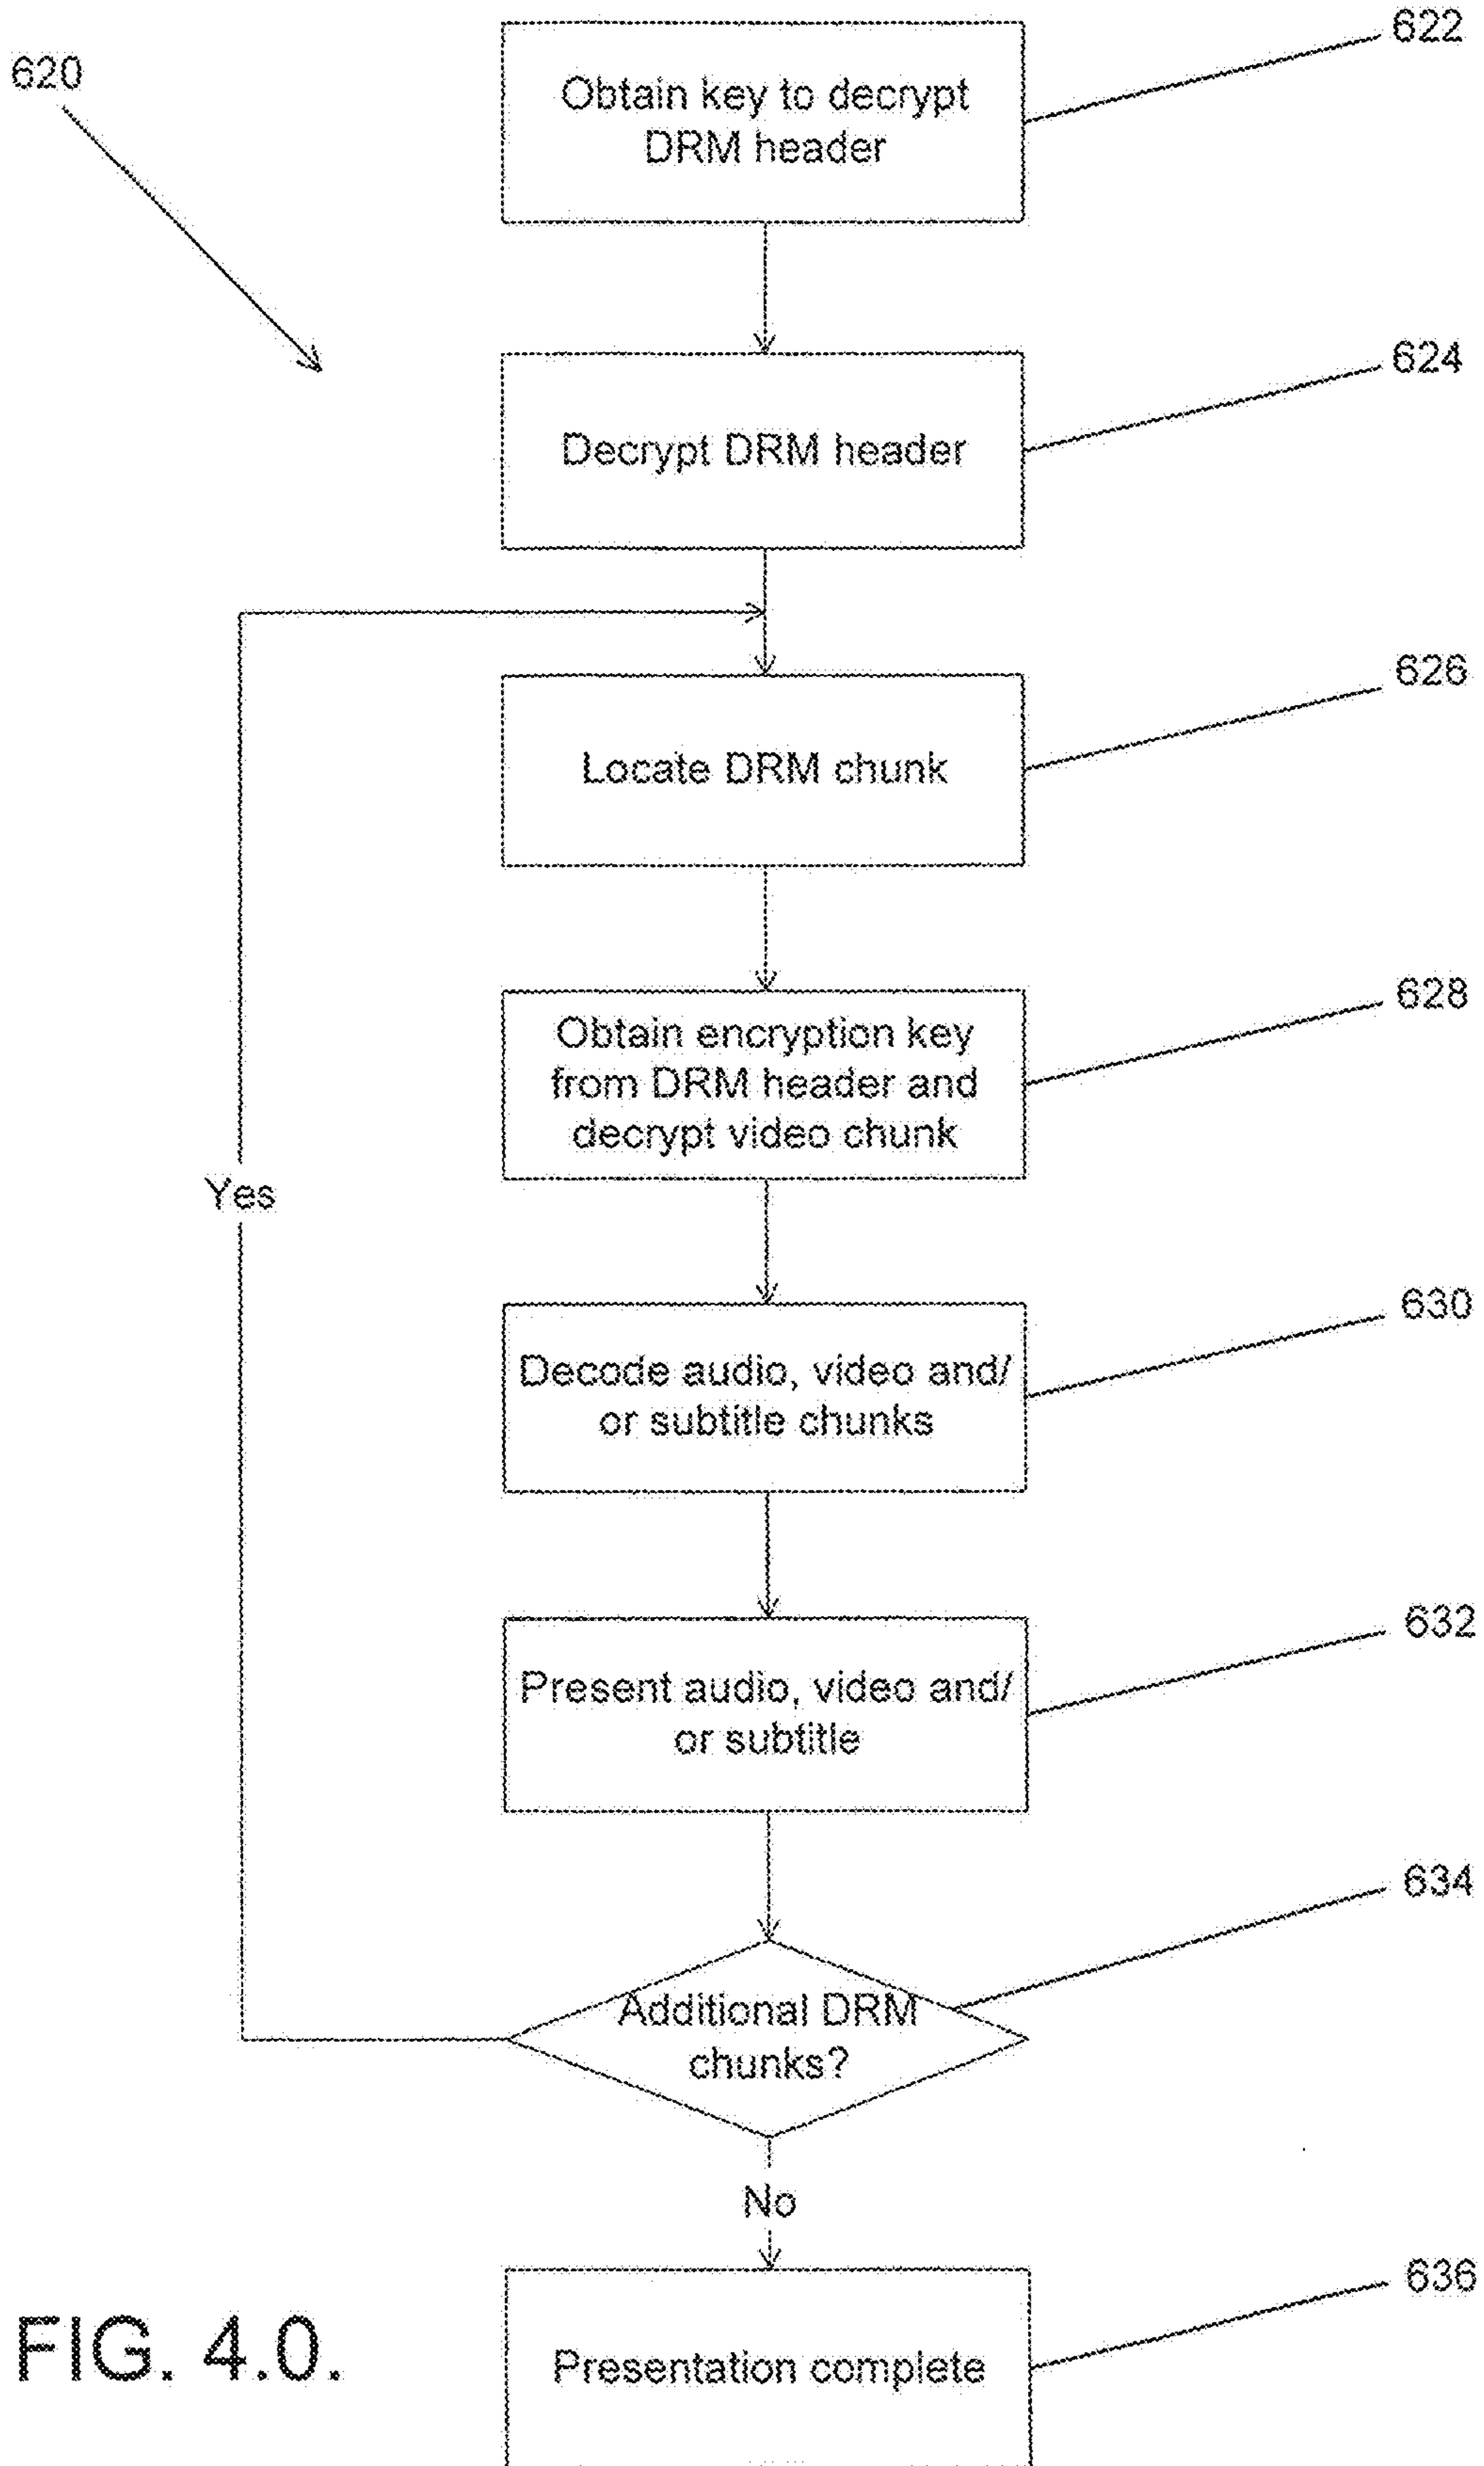 622
620
Obtain key to decrypt
DRM header
624
Decrypt DRM header
626
Locate DRM chunk
628
Obtain encryption key
from DRM header and
decrypt video chunk
Yes
630
Decode audio, video and/
or subtitle chunks
632
Present audio, video and/
or subtitle
634
Additional DRM
chunks?
No
636
Presentation complete
FIG. 4.0.